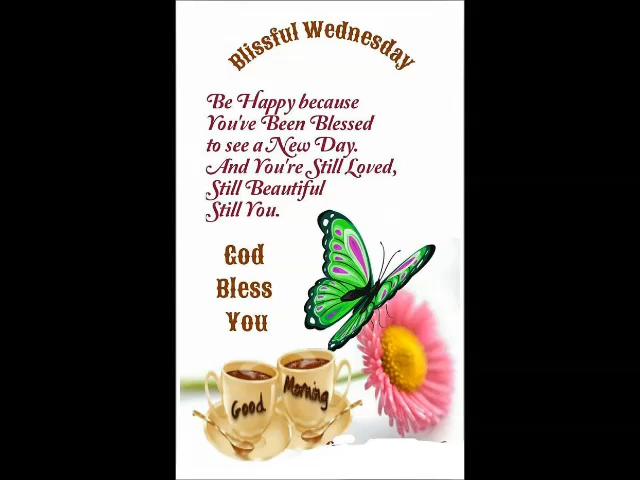 Blissful Wednesday
Be Happy because
You've Been Blessed
to see a New Day.
And You're Still Loved,
Still Beautiful
Still You.
God
Bless
You
Good
Morning